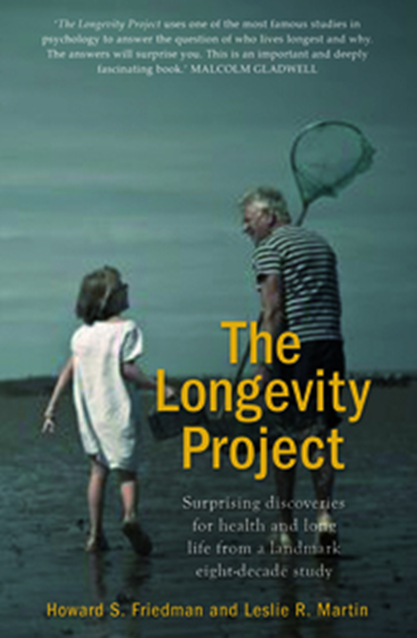 'The Longevity Project uses one of the most famous studies in
psychology to answer the question of who lives longest and why.
The answers will surprise you. This is an important and deeply
fascinating book.' MALCOLM GLADWELL
The
Longevity
Project
Surprising discoveries
for health and long
life from a landmark
eight-decade study
Howard S. Friedman and Leslie R. Martin